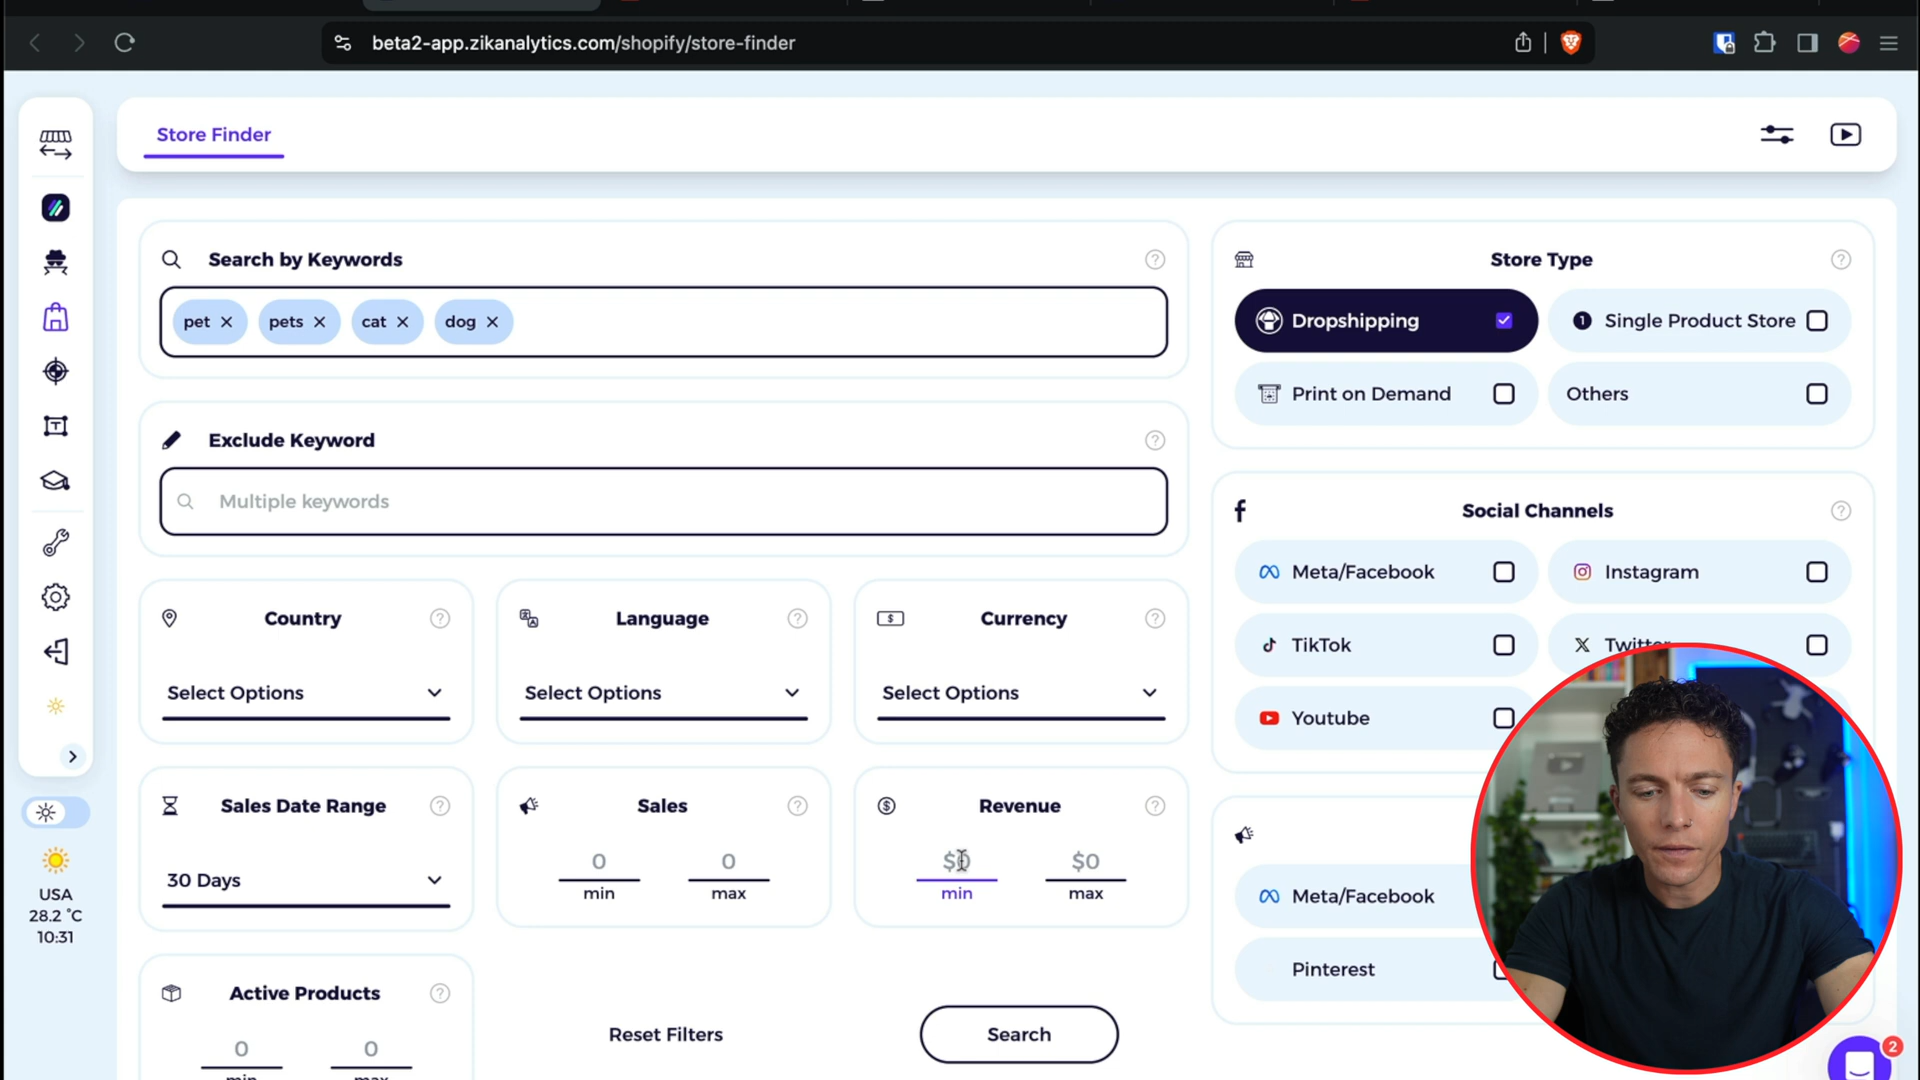 beta2-app.zikanalytics.com/shopify/store-finder
Store Finder
Search by Keywords
pet
pets
cat
dog
Exclude Keyword
Multiple keywords
Country
Select Options
Language
Select Options
Currency
Select Options
Sales Date Range
30 Days
Sales
0
min
0
max
Revenue
$0
min
$0
max
Active Products
0
min
0
max
Reset Filters
Search
Store Type
Dropshipping
1 Single Product Store
Print on Demand
Others
Social Channels
Meta/Facebook
Instagram
TikTok
Twitter
Youtube
Meta/Facebook
Pinterest
USA
28.2 °C
10:31
2